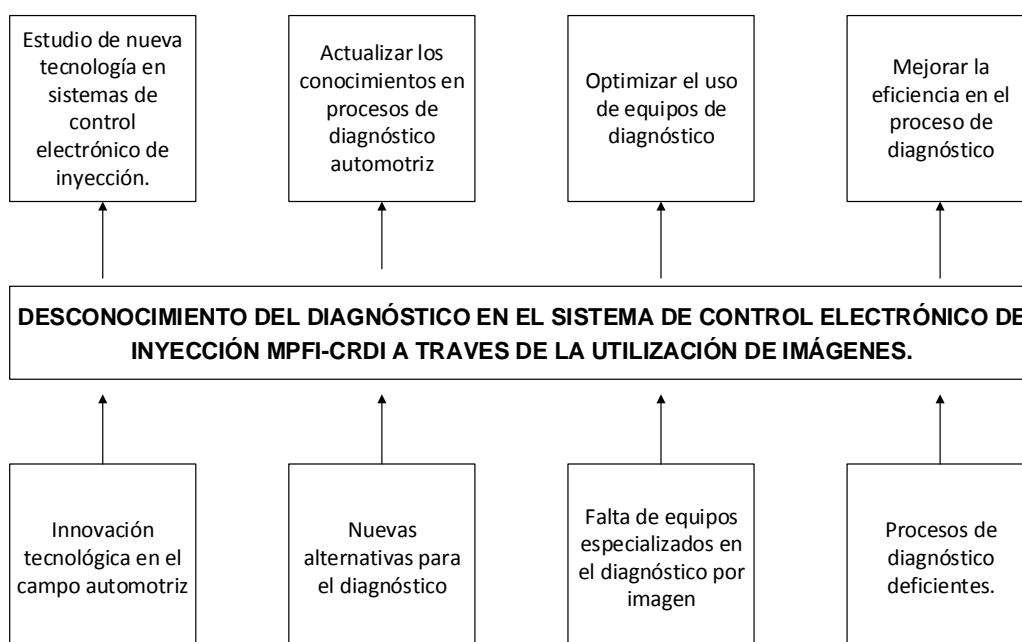 Estudio de nueva
tecnología en
sistemas de
control
electrónico de
inyección.
Actualizar los
conocimientos en
procesos de
diagnóstico
automotriz
Optimizar el uso
de equipos de
diagnóstico
Mejorar la
eficiencia en el
proceso de
diagnóstico
DESCONOCIMIENTO DEL DIAGNÓSTICO EN EL SISTEMA DE CONTROL ELECTRÓNICO DE
INYECCIÓN MPFI-CRDI A TRAVES DE LA UTILIZACIÓN DE IMÁGENES.
Innovación
tecnológica en el
campo automotriz
Nuevas
alternativas para
el diagnóstico
Falta de equipos
especializados en
el diagnóstico por
imagen
Procesos de
diagnóstico
deficientes.